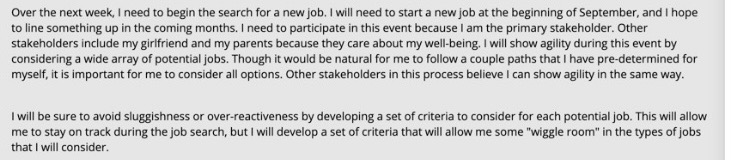 Over the next week, I need to begin the search for a new job. I will need to start a new job at the beginning of September, and I hope
to line something up in the coming months. I need to participate in this event because I am the primary stakeholder. Other
stakeholders include my girlfriend and my parents because they care about my well-being. I will show agility during this event by
considering a wide array of potential jobs. Though it would be natural for me to follow a couple paths that I have pre-determined for
myself, it is important for me to consider all options. Other stakeholders in this process believe I can show agility in the same way.
I will be sure to avoid sluggishness or over-reactiveness by developing a set of criteria to consider for each potential job. This will allow
me to stay on track during the job search, but I will develop a set of criteria that will allow me some "wiggle room" in the types of jobs
that I will consider.